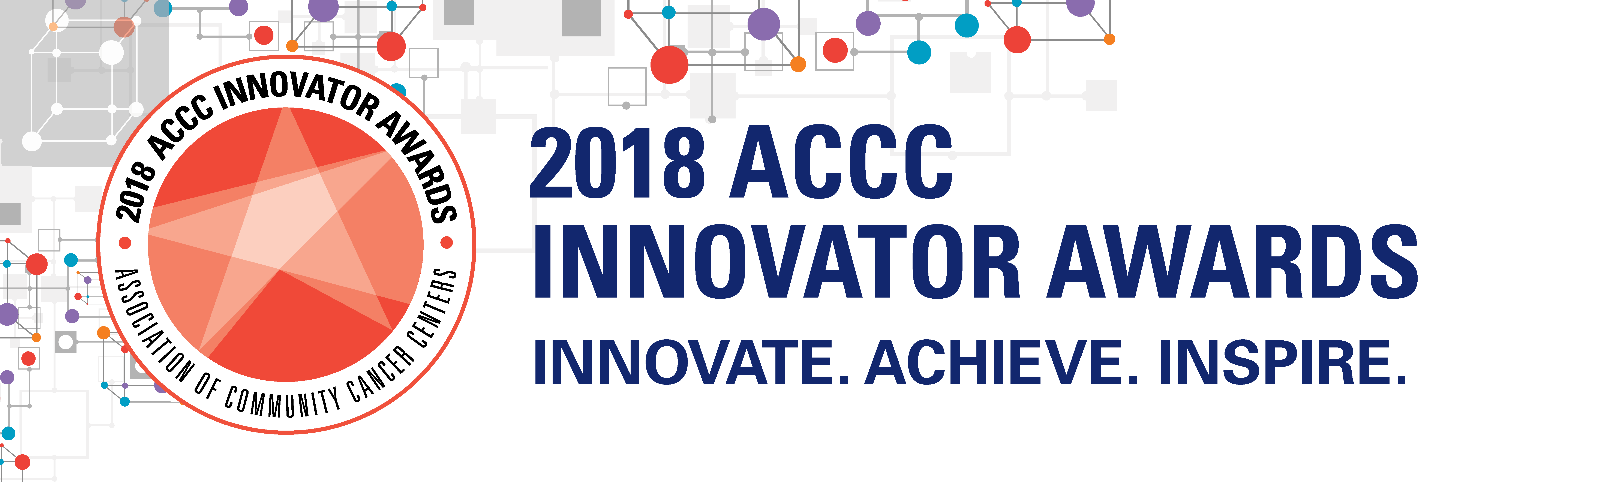 2018 ACCC INNOVATOR AWARDS
ASSOCIATION OF COMMUNITY CANCER CENTERS
2018 ACCC
INNOVATOR AWARDS
INNOVATE. ACHIEVE. INSPIRE.